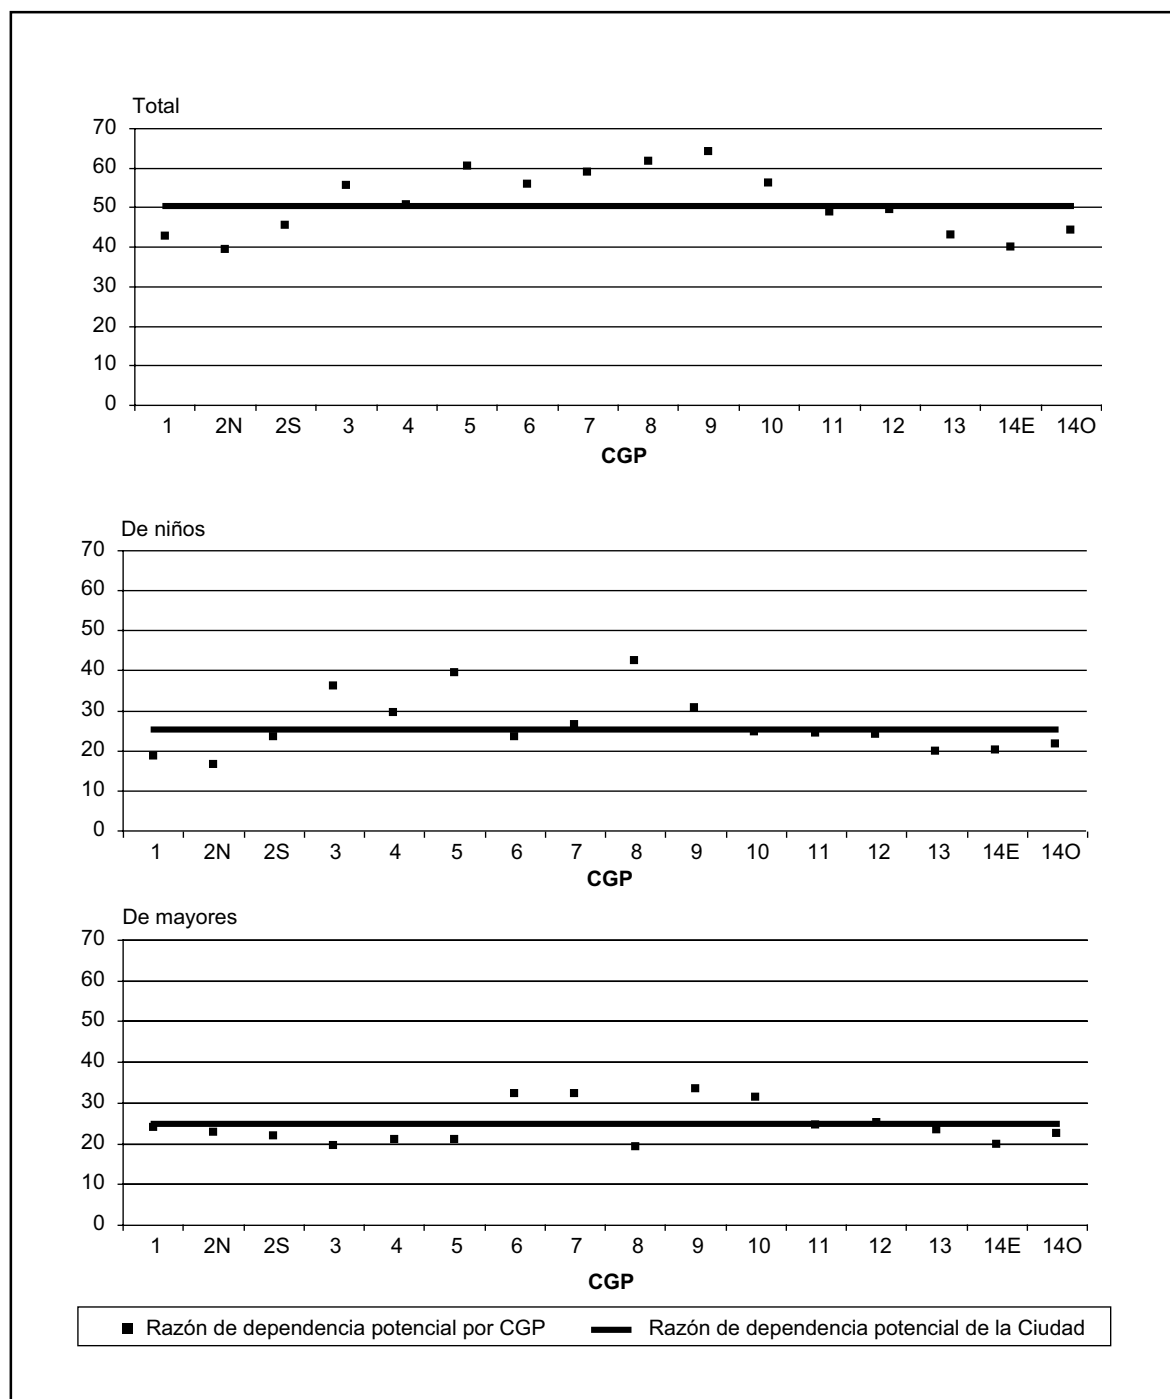 Total
70
60
50
40
30
20
10
0
1 2N 2S 3 4 5 6 7 8 9 10 11 12 13 14E 14O
CGP
De niños
70
60
50
40
30
20
10
0
1 2N 2S 3 4 5 6 7 8 9 10 11 12 13 14E 14O
CGP
De mayores
70
60
50
40
30
20
10
0
1 2N 2S 3 4 5 6 7 8 9 10 11 12 13 14E 14O
CGP
Razón de dependencia potencial por CGP Razón de dependencia potencial de la Ciudad